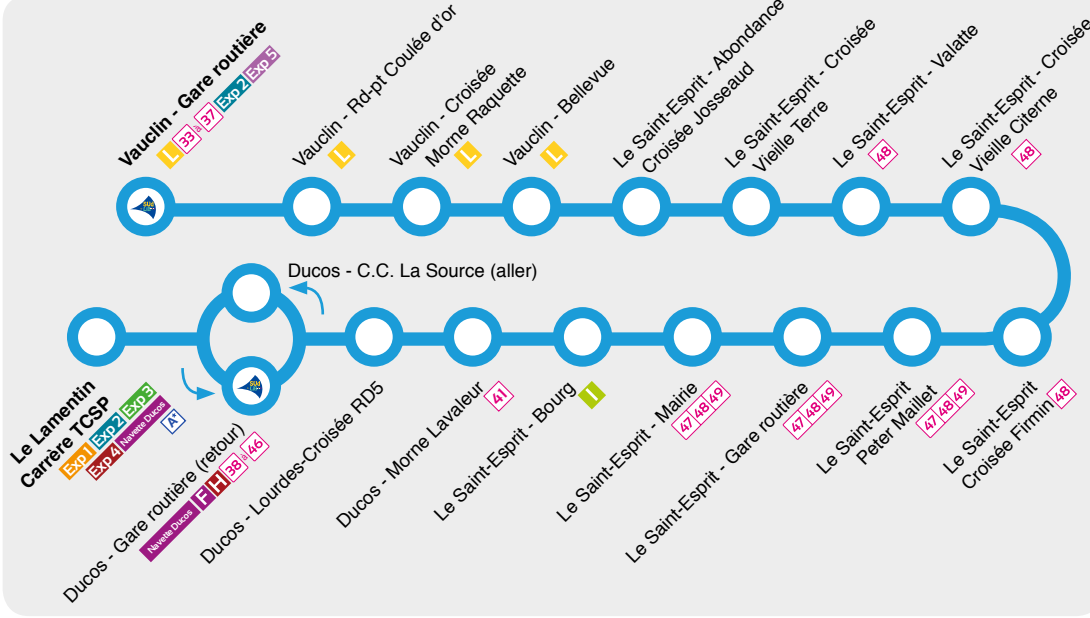 Vauclin - Gare routière
L 33 à 37 Exp 2 Exp 5
Vauclin - Rd-pt Coulée d'or
L
Vauclin - Croisée
Morne Raquette
L
Vauclin - Bellevue
L
Le Saint-Esprit - Abondance
Croisée Josseaud
Le Saint-Esprit - Croisée
Vieille Terre
Le Saint-Esprit - Valatte
48
Le Saint-Esprit - Croisée
Vieille Citerne
48
Ducos - C.C. La Source (aller)
Le Lamentin
Carrère TCSP
Exp 1 Exp 2 Exp 3
Exp 4 Navette Ducos
A*
Ducos - Gare routière (retour)
Navette Ducos F H 38 à 46
Ducos - Lourdes-Croisée RD5
Ducos - Morne Lavaleur
41
Le Saint-Esprit - Bourg
I
Le Saint-Esprit - Mairie
47 48 49
Le Saint-Esprit - Gare routière
47 48 49
Le Saint-Esprit
Peter Maillet
47 48 49
Le Saint-Esprit
Croisée Firmin 48